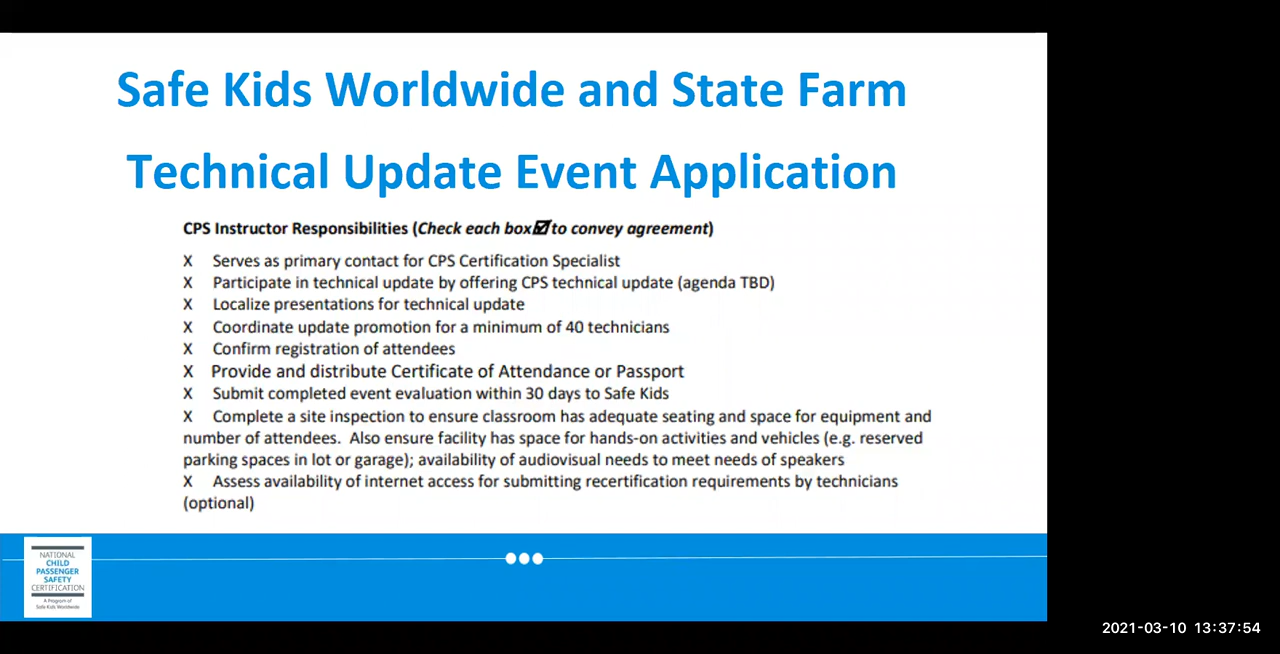 Safe Kids Worldwide and State Farm
Technical Update Event Application
CPS Instructor Responsibilities (Check each box☑to convey agreement)
X Serves as primary contact for CPS Certification Specialist
X Participate in technical update by offering CPS technical update (agenda TBD)
X Localize presentations for technical update
X Coordinate update promotion for a minimum of 40 technicians
X Confirm registration of attendees
X Provide and distribute Certificate of Attendance or Passport
X Submit completed event evaluation within 30 days to Safe Kids
X Complete a site inspection to ensure classroom has adequate seating and space for equipment and
number of attendees. Also ensure facility has space for hands-on activities and vehicles (e.g. reserved
parking spaces in lot or garage); availability of audiovisual needs to meet needs of speakers
X Assess availability of internet access for submitting recertification requirements by technicians
(optional)
NATIONAL
CHILD
PASSENGER
SAFETY
CERTIFICATION
A Program of
Safe Kids Worldwide
2021-03-10 13:37:54